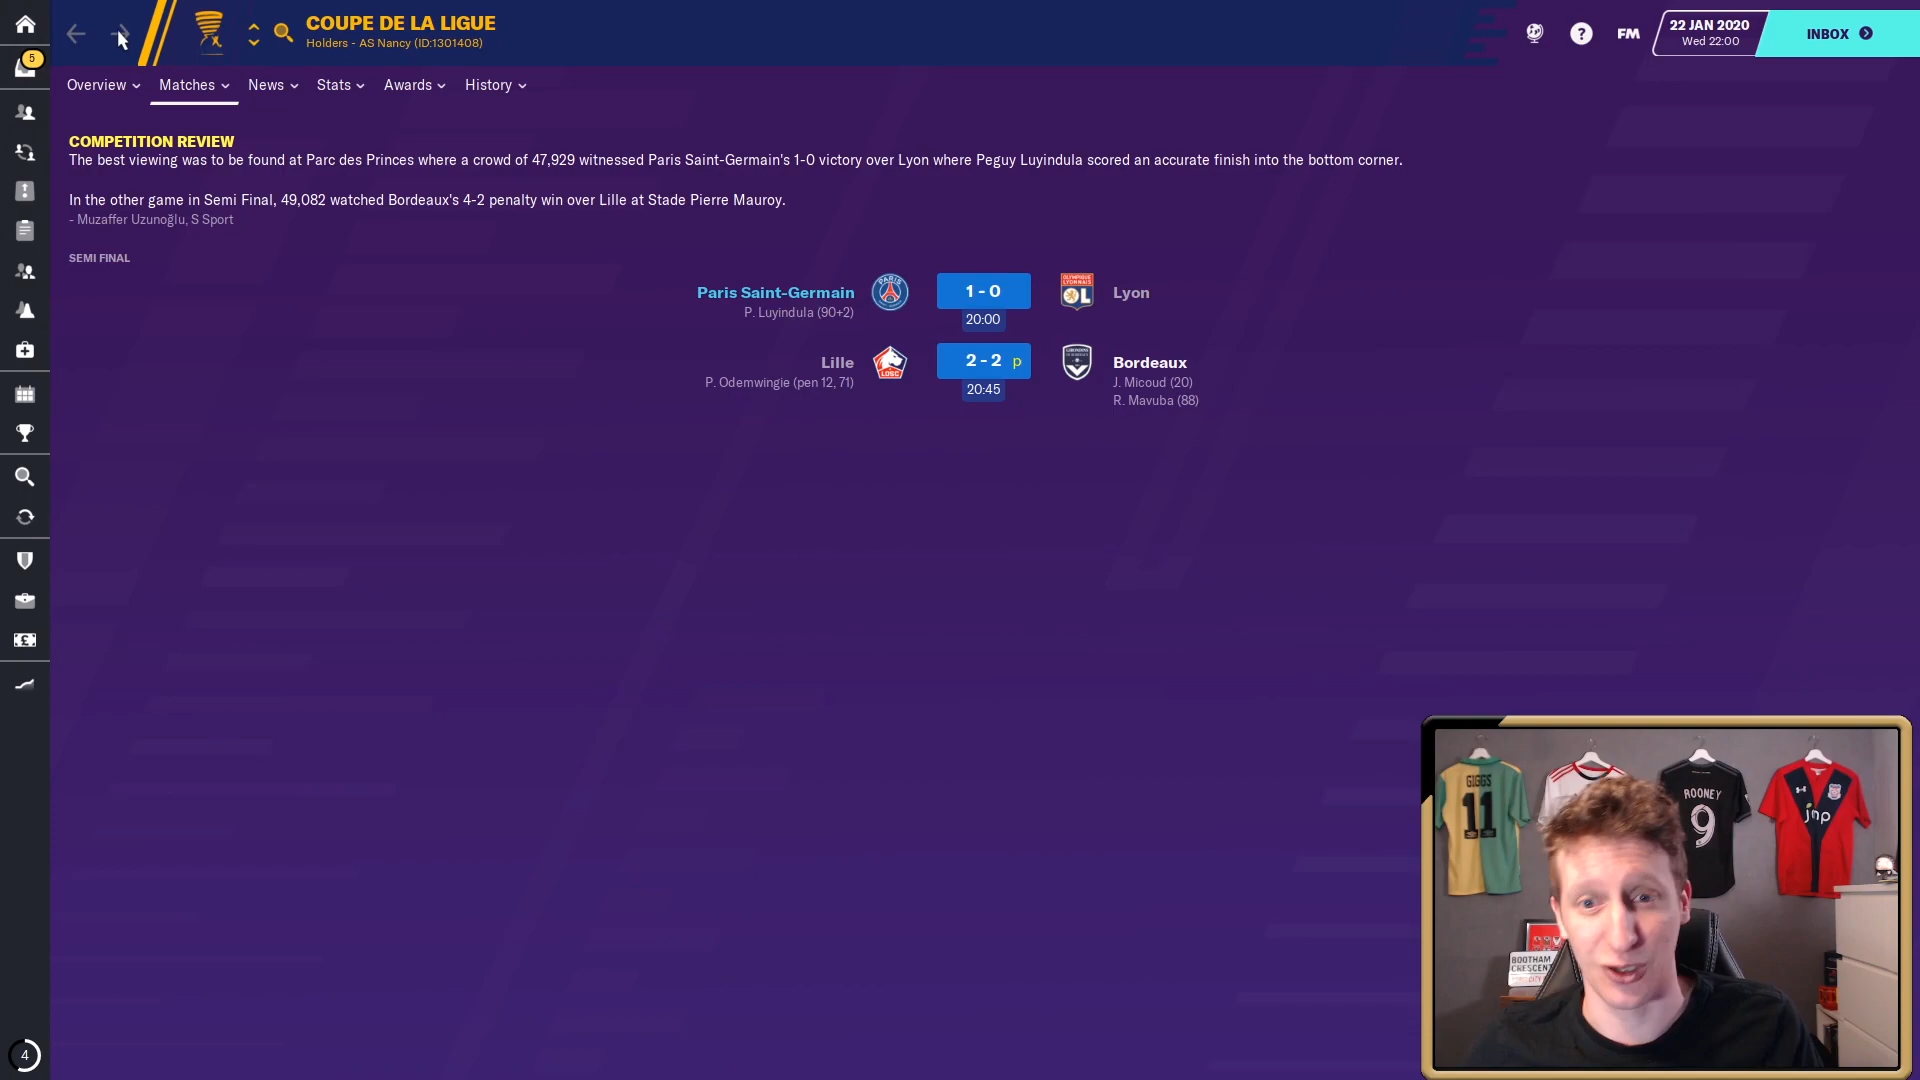 COUPE DE LA LIGUE
Holders - AS Nancy (ID:1301408)
FM
22 JAN 2020
Wed 22:00
INBOX
5
Overview
Matches
News
Stats
Awards
History
COMPETITION REVIEW
The best viewing was to be found at Parc des Princes where a crowd of 47,929 witnessed Paris Saint-Germain's 1-0 victory over Lyon where Peguy Luyindula scored an accurate finish into the bottom corner.
In the other game in Semi Final, 49,082 watched Bordeaux's 4-2 penalty win over Lille at Stade Pierre Mauroy.
- Muzaffer Uzunoğlu, S Sport
SEMI FINAL
Paris Saint-Germain
P. Luyindula (90+2)
PARIS
1 - 0
20:00
OL
Lyon
Lille
P. Odemwingie (pen 12, 71)
LOSC
2 - 2 p
20:45
Bordeaux
J. Micoud (20)
R. Mavuba (88)
GIGGS
11
ROONEY
9
jmp
BOOTHAM
CRESCENT
4